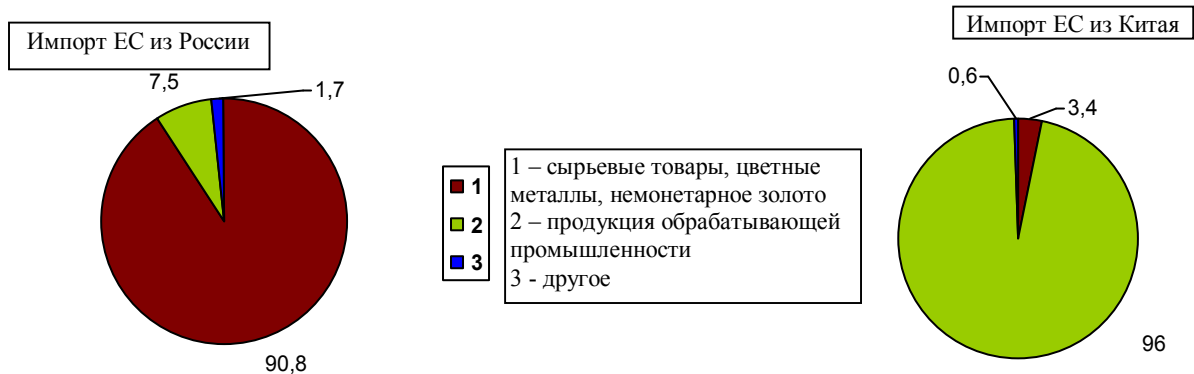 Импорт ЕС из России
7,5
1,7
90,8
1
2
3
1 – сырьевые товары, цветные
металлы, немонетарное золото
2 – продукция обрабатывающей
промышленности
3 - другое
Импорт ЕС из Китая
0,6
3,4
96